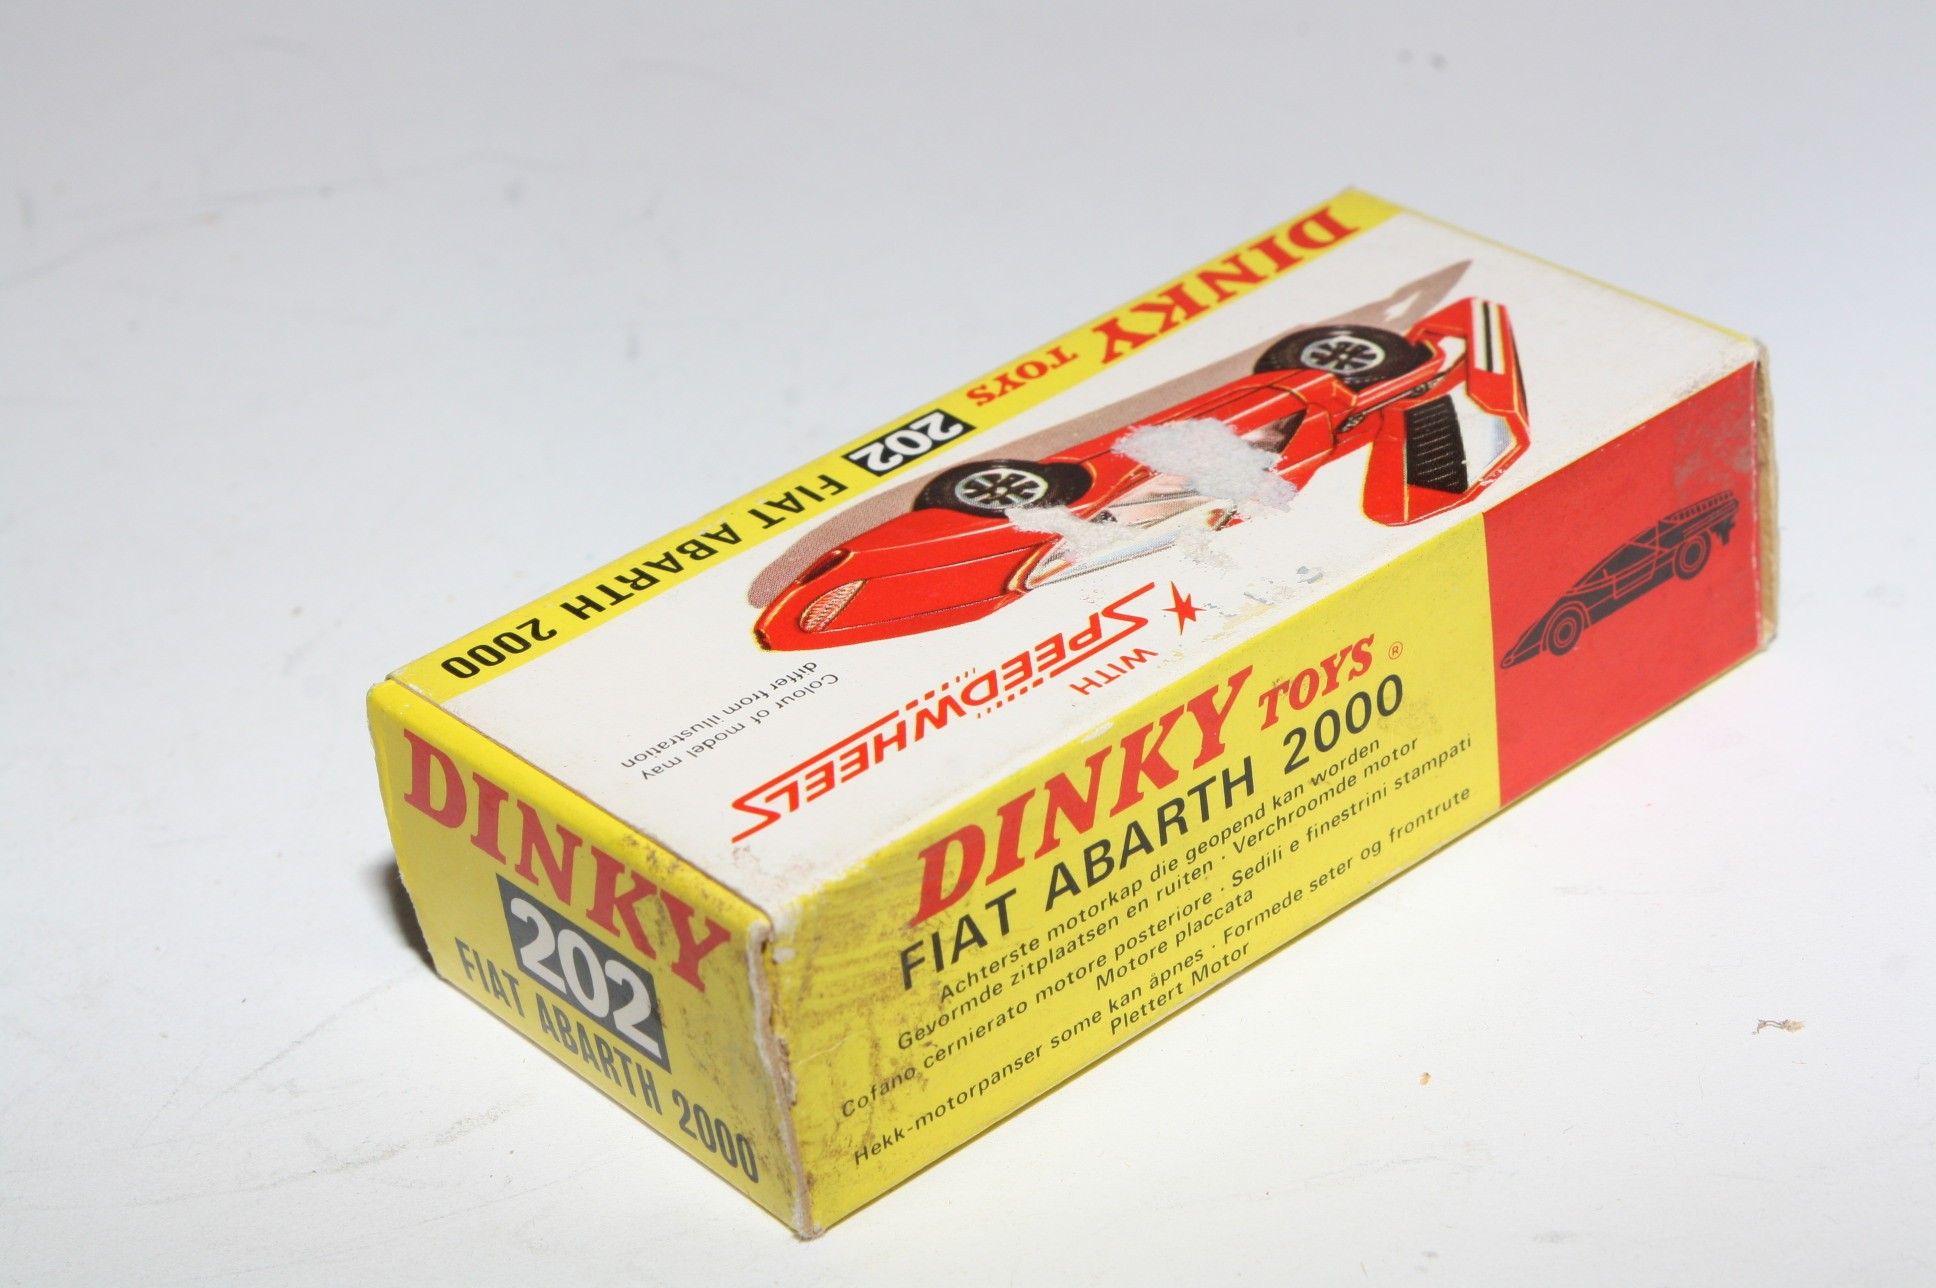 DINKY TOYS 202 FIAT ABARTH 2000
Colour of model may
differ from illustration
WITH
SPEEDWHEELS
DINKY
202
FIAT ABARTH 2000
DINKY TOYS®
FIAT ABARTH 2000
Achterste motorkap die geopend kan worden
Gevormde zitplaatsen en ruiten · Verchroomde motor
Cofano cernierato motore posteriore · Sedili e finestrini stampati
Motore placcata
Hekk-motorpanser some kan åpnes · Formede seter og frontrute
Plettert Motor